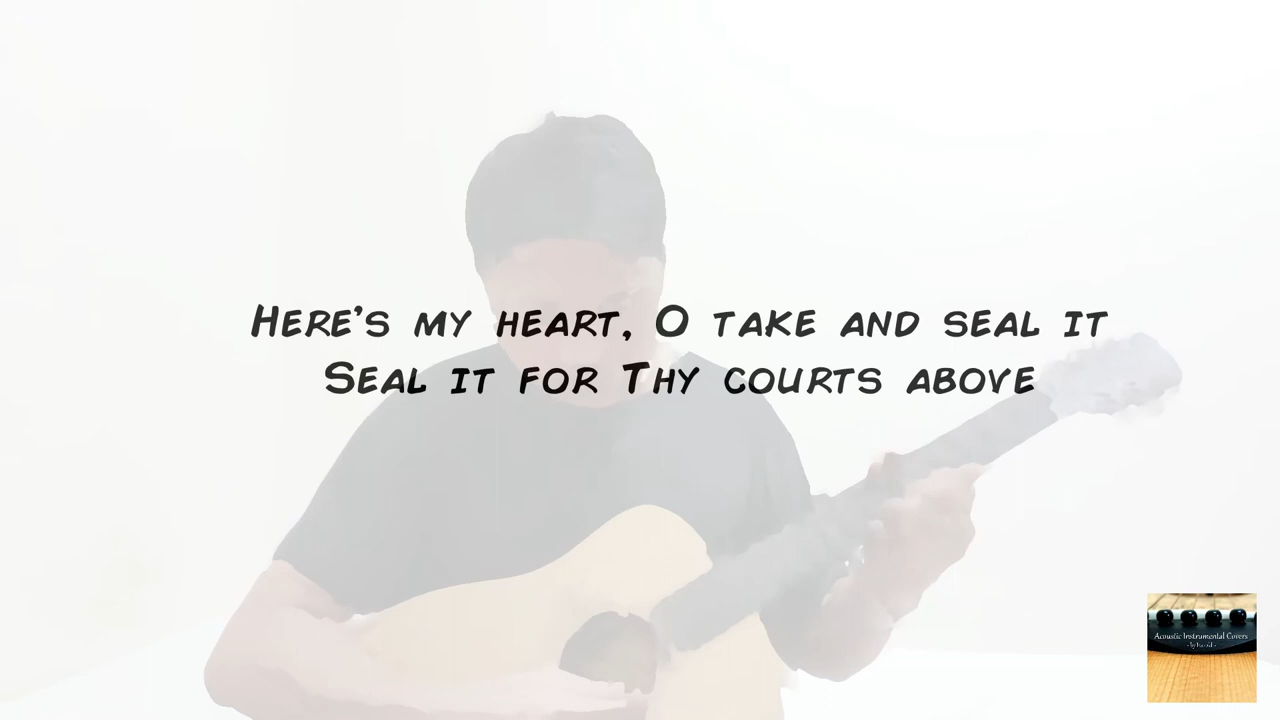 Here's my heart, O take and seal it
Seal it for Thy courts above
Acoustic Instrumental Covers